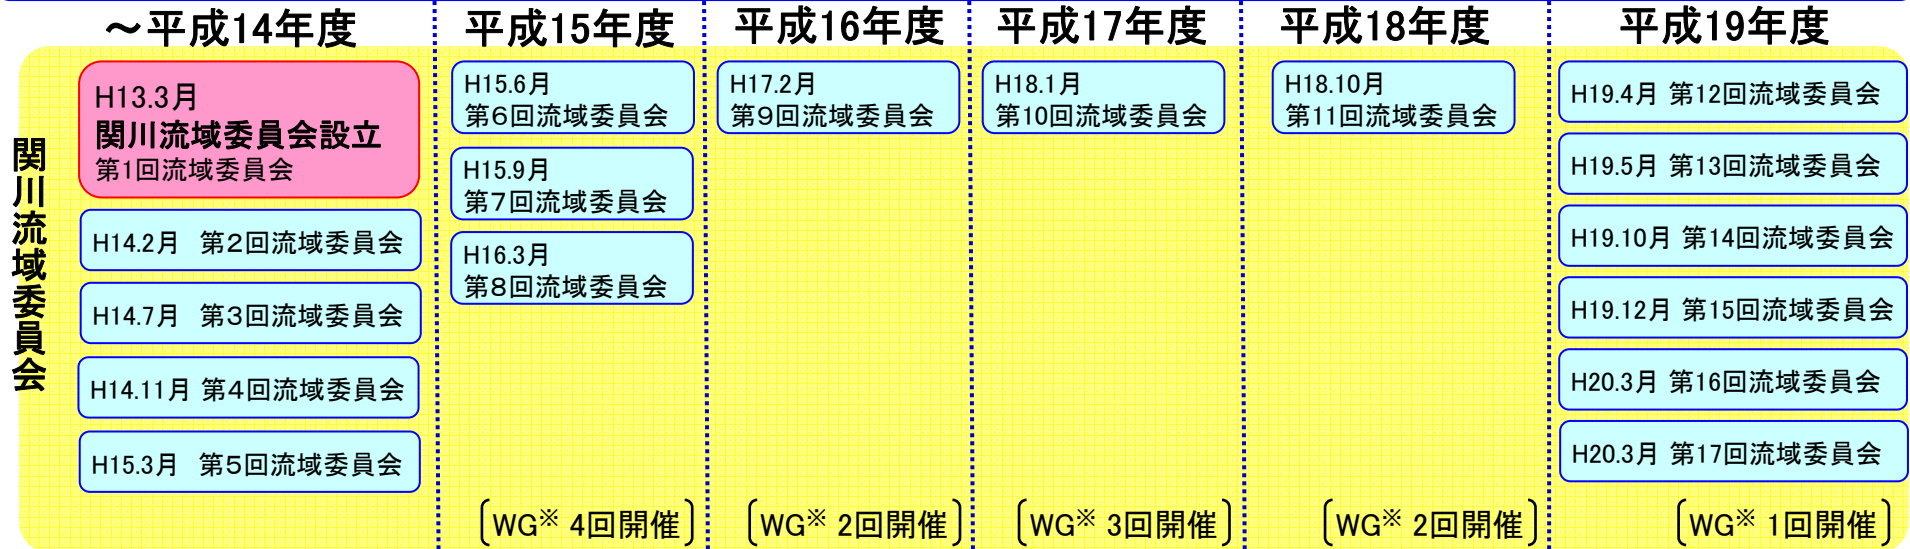 ～平成14年度
平成15年度
平成16年度
平成17年度
平成18年度
平成19年度
関川流域委員会
H13.3月
関川流域委員会設立
第1回流域委員会
H14.2月 第２回流域委員会
H14.7月 第３回流域委員会
H14.11月 第４回流域委員会
H15.3月 第５回流域委員会
H15.6月
第６回流域委員会
H15.9月
第７回流域委員会
H16.3月
第８回流域委員会
〔WG※ 4回開催〕
H17.2月
第９回流域委員会
〔WG※ 2回開催〕
H18.1月
第10回流域委員会
〔WG※ 3回開催〕
H18.10月
第11回流域委員会
〔WG※ 2回開催〕
H19.4月 第12回流域委員会
H19.5月 第13回流域委員会
H19.10月 第14回流域委員会
H19.12月 第15回流域委員会
H20.3月 第16回流域委員会
H20.3月 第17回流域委員会
〔WG※ 1回開催〕